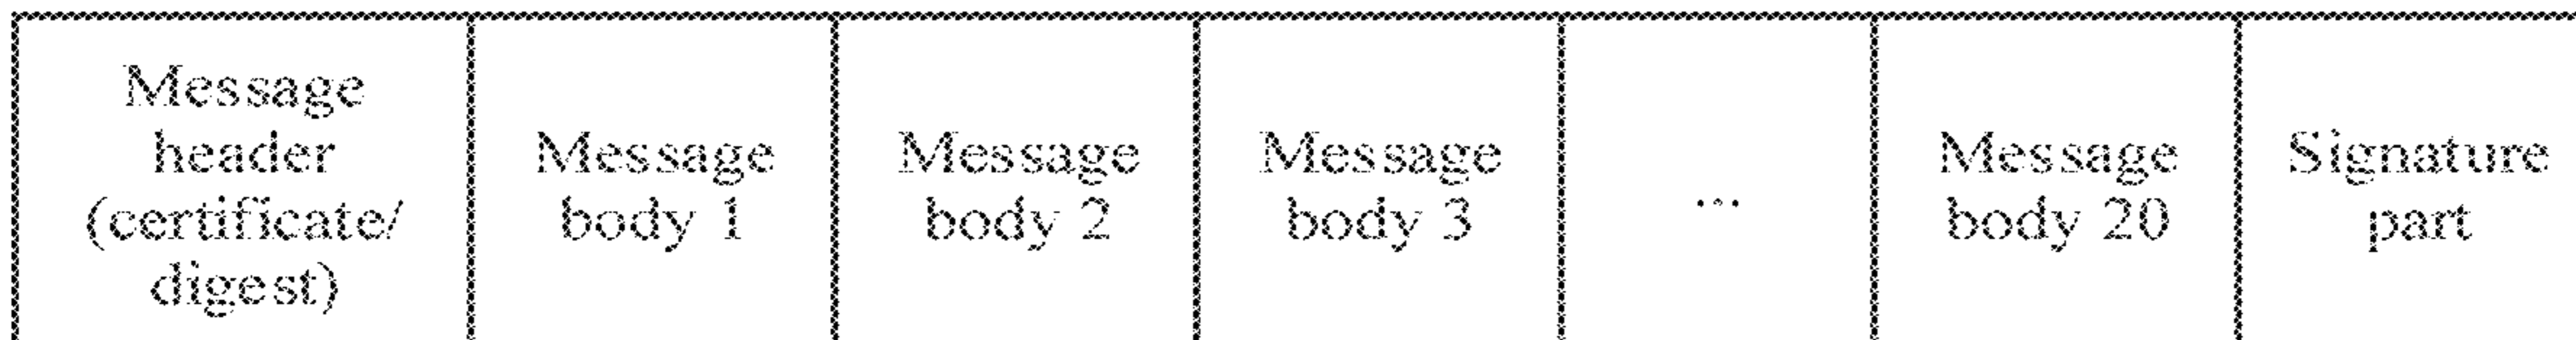 Message
header
(certificate/
digest)
Message
body 1
Message
body 2
Message
body 3
...
Message
body 20
Signature
part